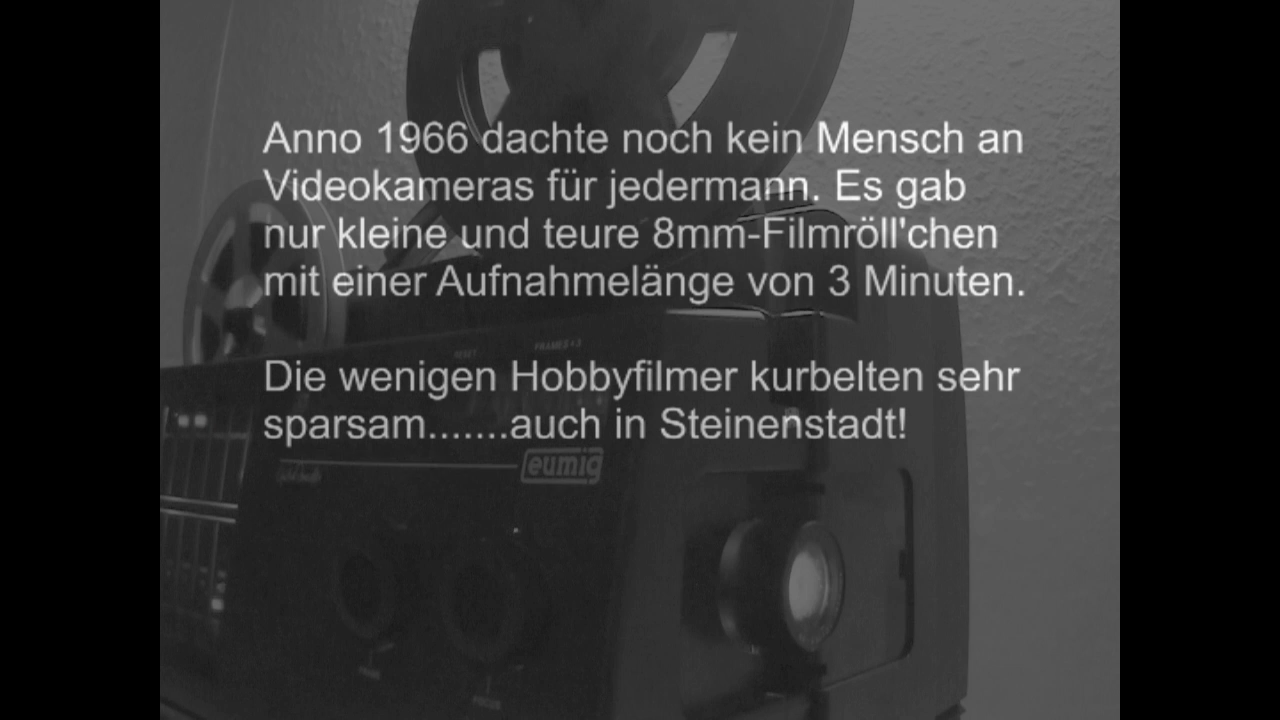 Anno 1966 dachte noch kein Mensch an
Videokameras für jedermann. Es gab
nur kleine und teure 8mm-Filmröll'chen
mit einer Aufnahmelänge von 3 Minuten.
Die wenigen Hobbyfilmer kurbelten sehr
sparsam.......auch in Steinenstadt!
eumig